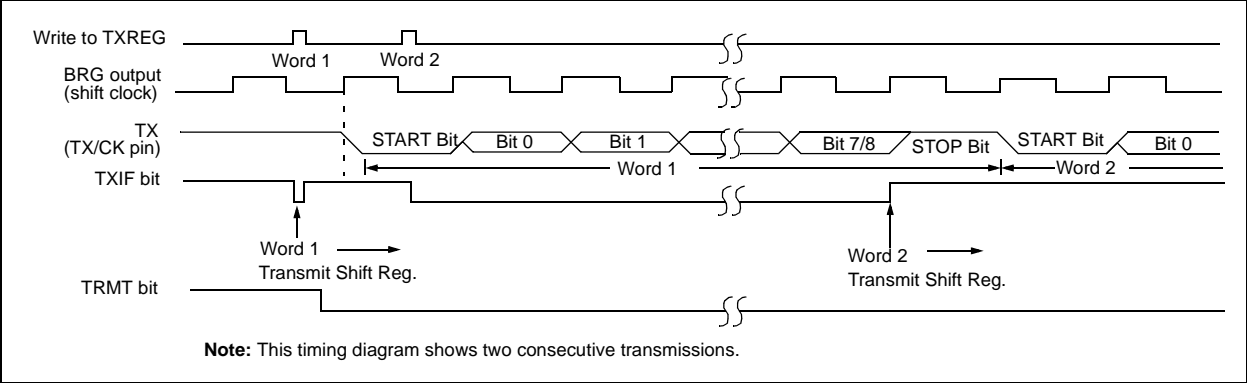 Write to TXREG
Word 1
Word 2
BRG output
(shift clock)
TX
(TX/CK pin)
START Bit
Bit 0
Bit 1
Bit 7/8
STOP Bit
START Bit
Bit 0
Word 1
Word 2
TXIF bit
Word 1
Transmit Shift Reg.
Word 2
Transmit Shift Reg.
TRMT bit
Note: This timing diagram shows two consecutive transmissions.